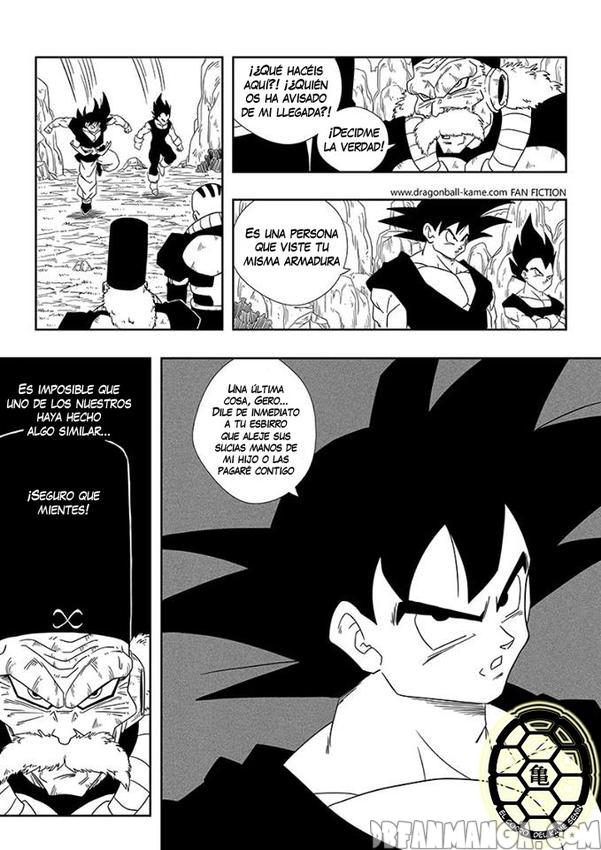 ¡¿QUÉ HACÉIS
AQUÍ?! ¡¿QUIÉN
OS HA AVISADO
DE MI LLEGADA?!
¡DECIDME
LA VERDAD!
www.dragonball-kame.com FAN FICTION
ES UNA PERSONA
QUE VISTE TU
MISMA ARMADURA
ES IMPOSIBLE QUE
UNO DE LOS NUESTROS
HAYA HECHO
ALGO SIMILAR...
¡SEGURO QUE
MIENTES!
UNA ÚLTIMA
COSA, GERO...
DILE DE INMEDIATO
A TU ESBIRRO
QUE ALEJE SUS
SUCIAS MANOS DE
MI HIJO O LAS
PAGARÉ CONTIGO
亀
DBFANMANGA.COM